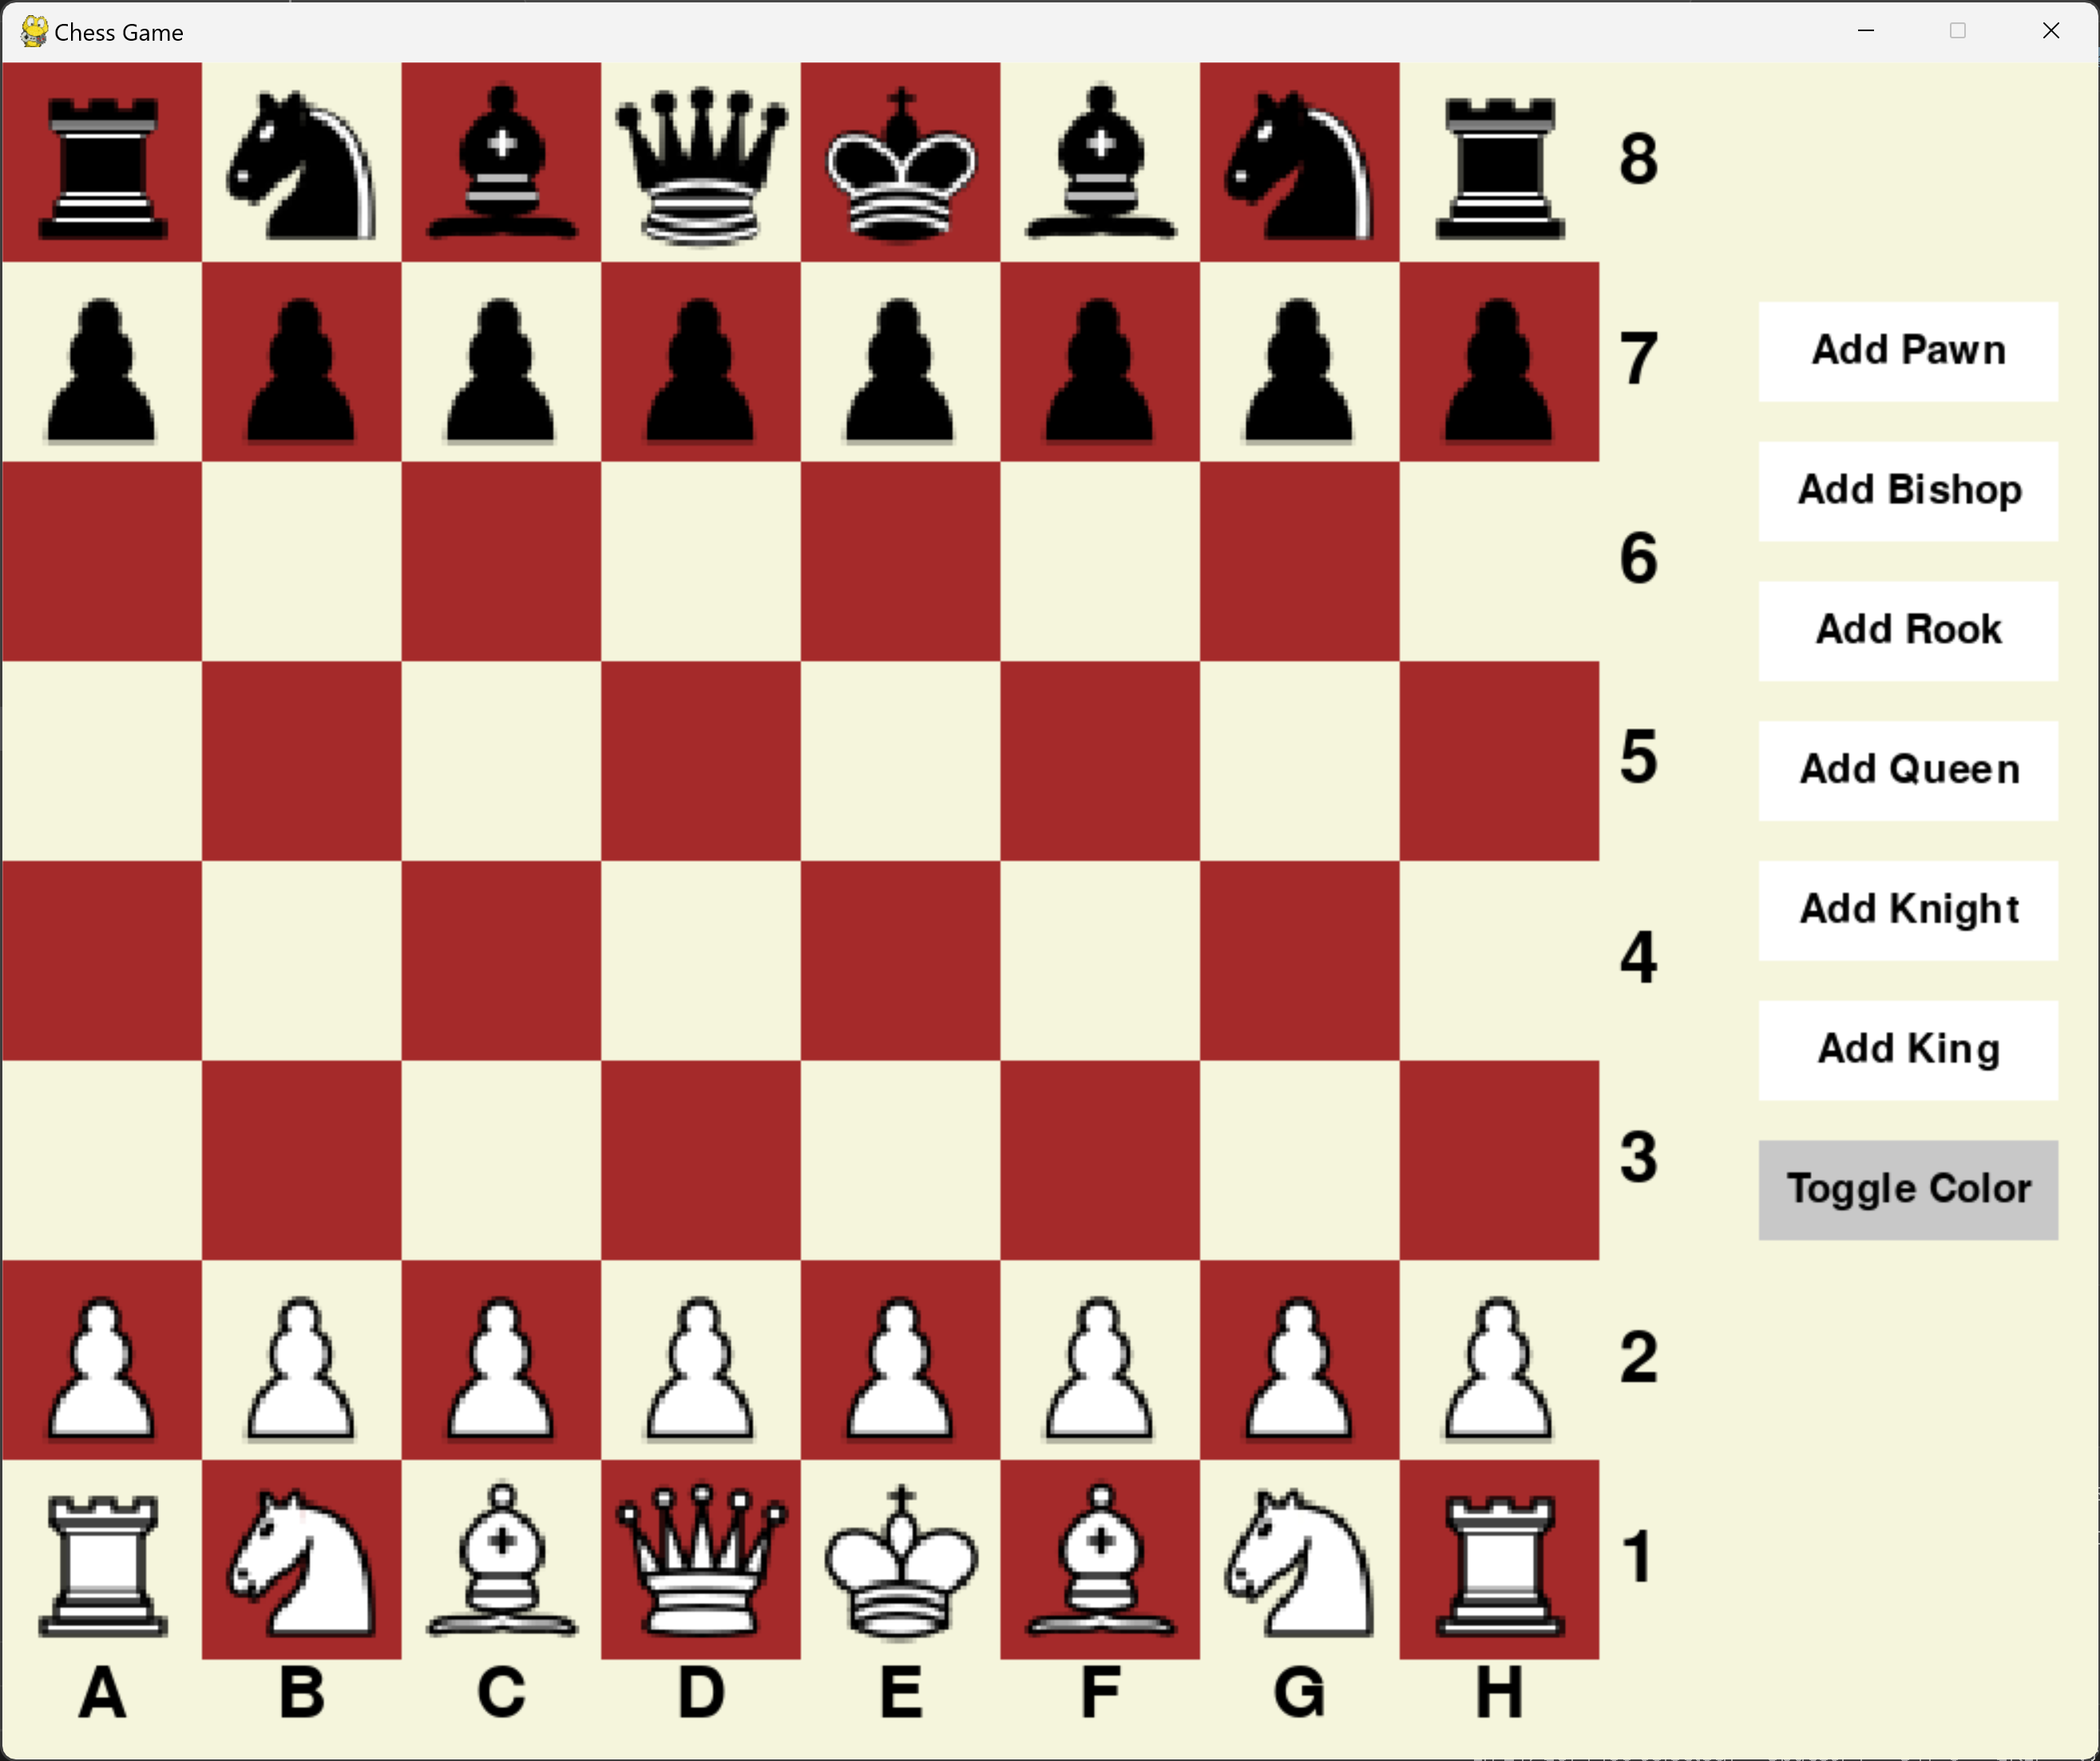 Chess Game
8
7
Add Pawn
Add Bishop
6
Add Rook
5
Add Queen
4
Add Knight
Add King
3
Toggle Color
2
1
A B C D E F G H